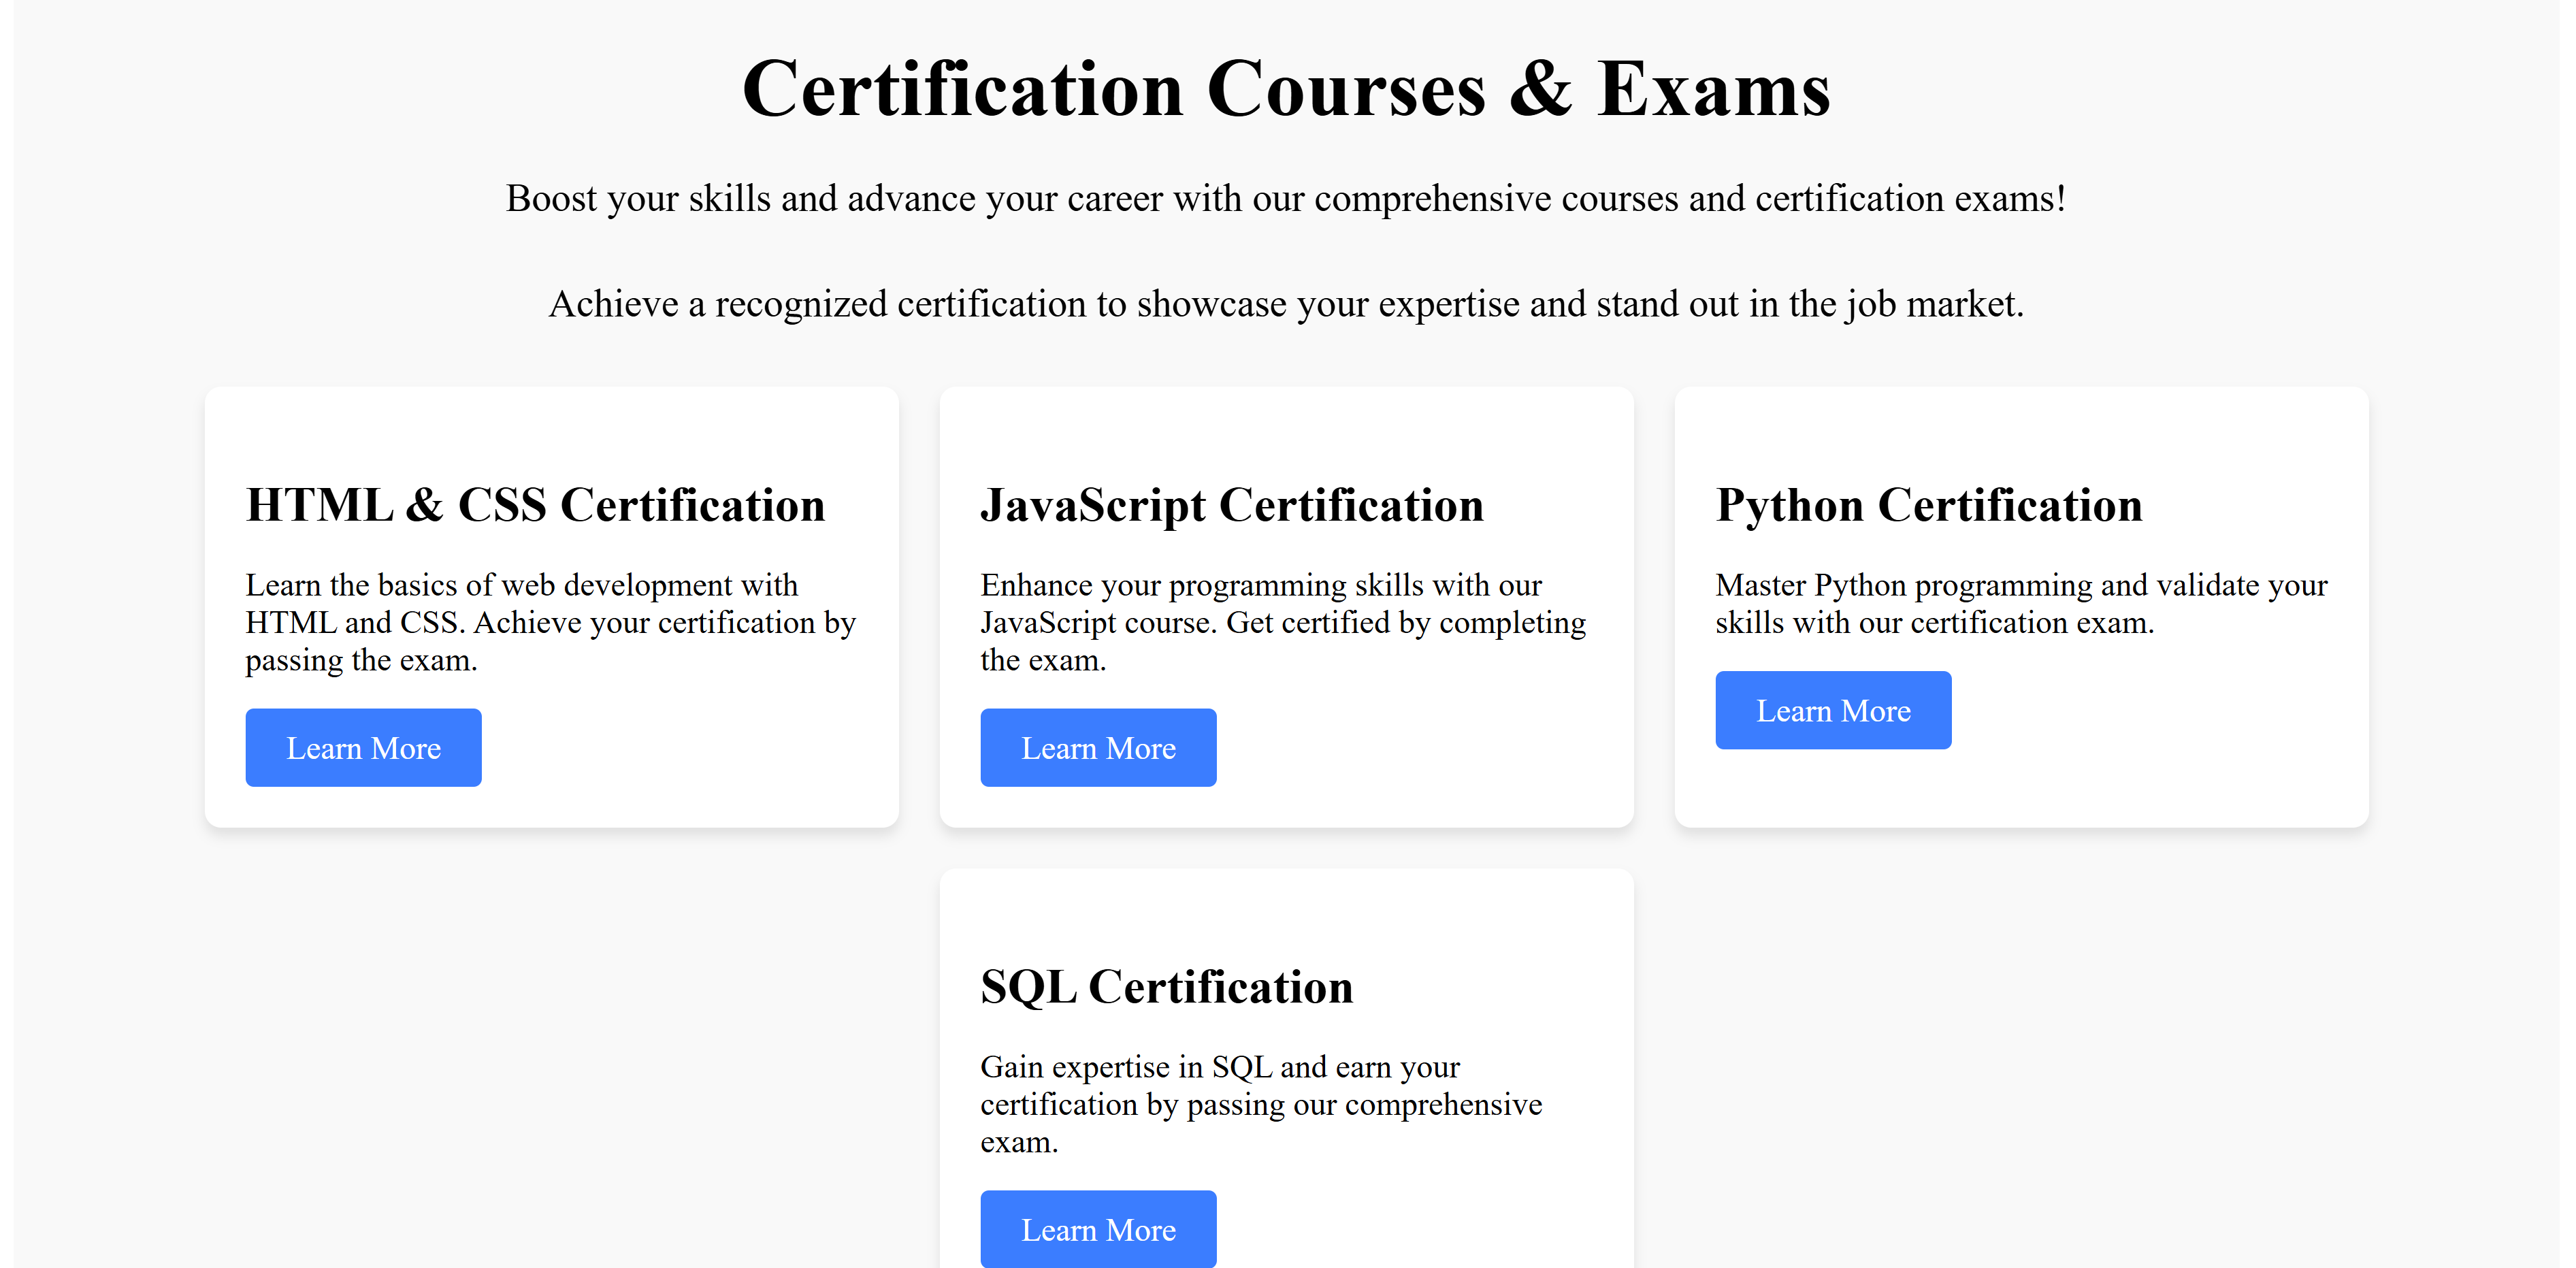 Certification Courses & Exams
Boost your skills and advance your career with our comprehensive courses and certification exams!
Achieve a recognized certification to showcase your expertise and stand out in the job market.
HTML & CSS Certification
Learn the basics of web development with
HTML and CSS. Achieve your certification by
passing the exam.
Learn More
JavaScript Certification
Enhance your programming skills with our
JavaScript course. Get certified by completing
the exam.
Learn More
Python Certification
Master Python programming and validate your
skills with our certification exam.
Learn More
SQL Certification
Gain expertise in SQL and earn your
certification by passing our comprehensive
exam.
Learn More